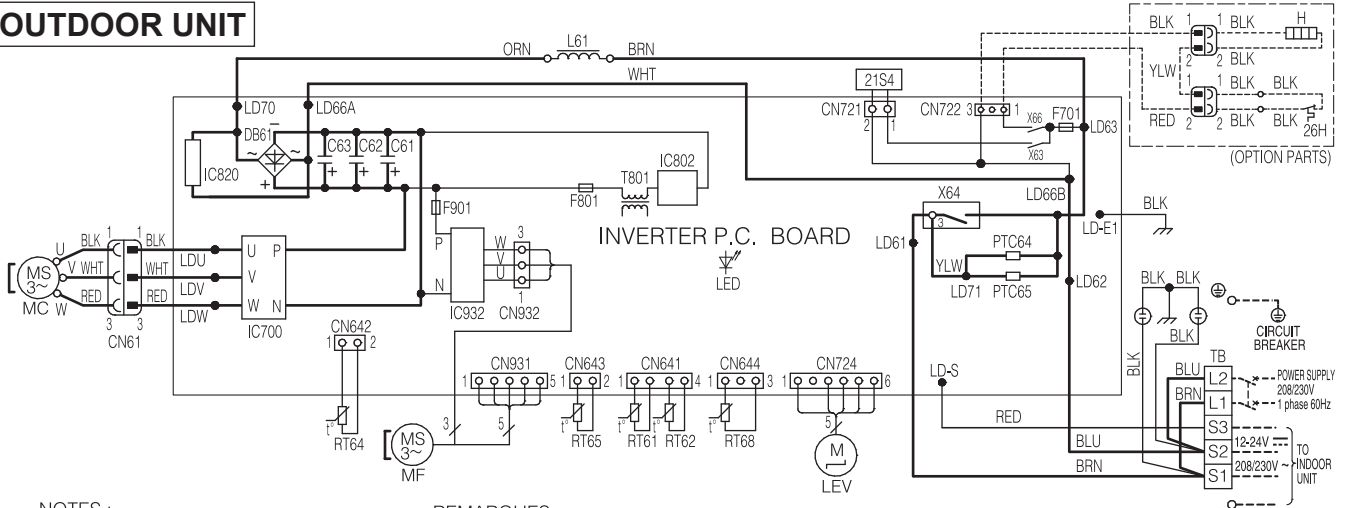 OUTDOOR UNIT
ORN L61 BRN
WHT
BLK 1 1 BLK H
2 2 BLK
YLW
1 1 BLK BLK
RED 2 2 BLK BLK
26H
(OPTION PARTS)
LD70 LD66A
21S4
CN721
2 1
CN722 3 1
X66 F701
X63
LD63
DB61
−
~ ~
+
C63 C62 C61
+ + +
IC820
T801
IC802
F801
F901
X64
3
LD66B
BLK
LD-E1
INVERTER P.C. BOARD
LED
LD61
PTC64
YLW
LD71 PTC65
LD62
U BLK 1 1 BLK LDU U P
MS 3~ V WHT WHT LDV V
MC W RED RED LDW W N
3 3
CN61
IC700
P
N
IC932
W
V
U
3
1
CN932
BLK BLK
BLK
BLK
CIRCUIT
BREAKER
CN642
1 2
t°
RT64
CN931
1 5
CN643
1 2
CN641
1 4
CN644
1 3
CN724
1 6
LD-S
TB
BLU L2 POWER SUPPLY
208/230V
BRN L1 1 phase 60Hz
RED S3
BLU S2 12-24V
BRN S1 208/230V ~
TO
INDOOR
UNIT
3 5
MS
3~
MF
t°
RT65
t°
RT61
t°
RT62
t°
RT68
5
M
LEV
NOTES : REMARQUES